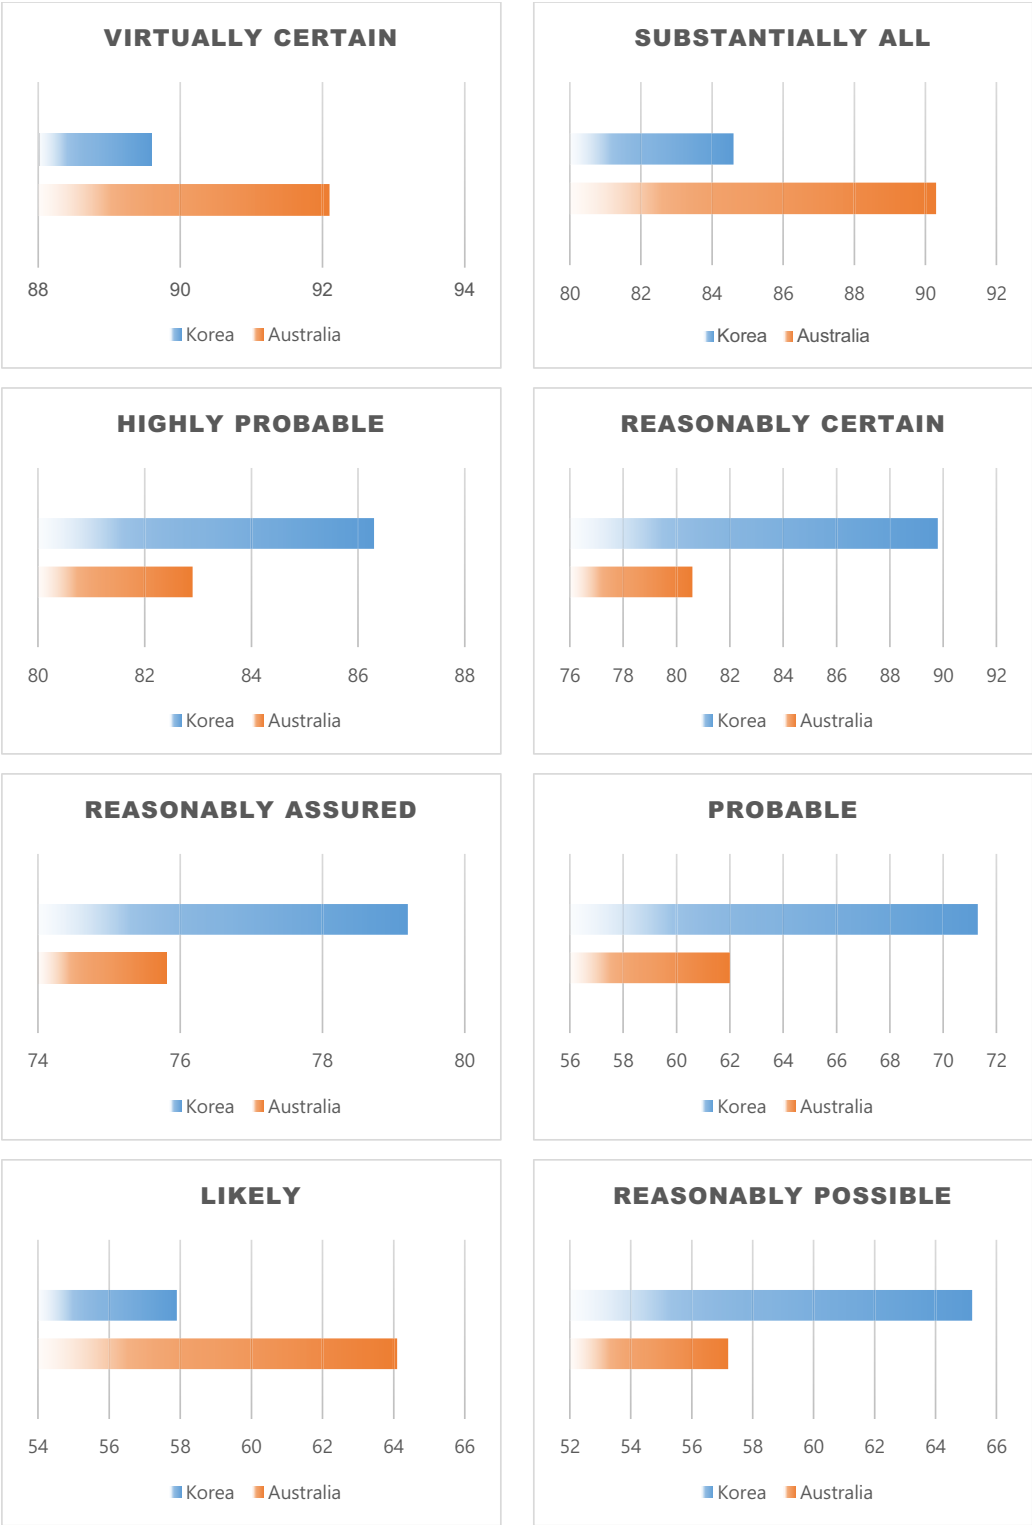 VIRTUALLY CERTAIN
88 90 92 94
Korea Australia
SUBSTANTIALLY ALL
80 82 84 86 88 90 92
Korea Australia
HIGHLY PROBABLE
80 82 84 86 88
Korea Australia
REASONABLY CERTAIN
76 78 80 82 84 86 88 90 92
Korea Australia
REASONABLY ASSURED
74 76 78 80
Korea Australia
PROBABLE
56 58 60 62 64 66 68 70 72
Korea Australia
LIKELY
54 56 58 60 62 64 66
Korea Australia
REASONABLY POSSIBLE
52 54 56 58 60 62 64 66
Korea Australia